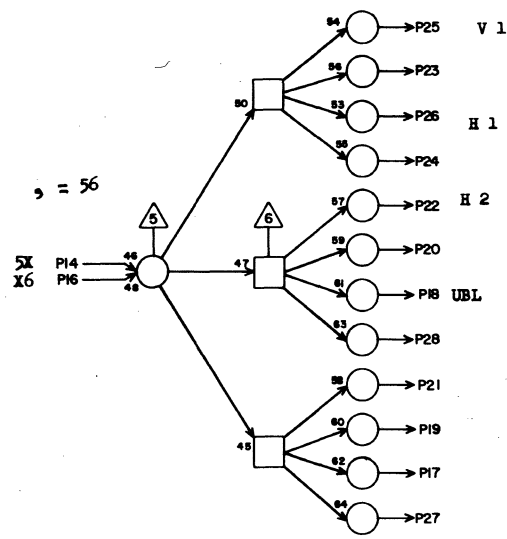 54 P25 V 1
56 P23
50 53 P26 H 1
55 P24
s = 56
5 6 57 P22 H 2
59 P20
5X P14 46 47 61 P18 UBL
X6 P16 48
63 P28
58 P21
60 P19
45 62 P17
64 P27